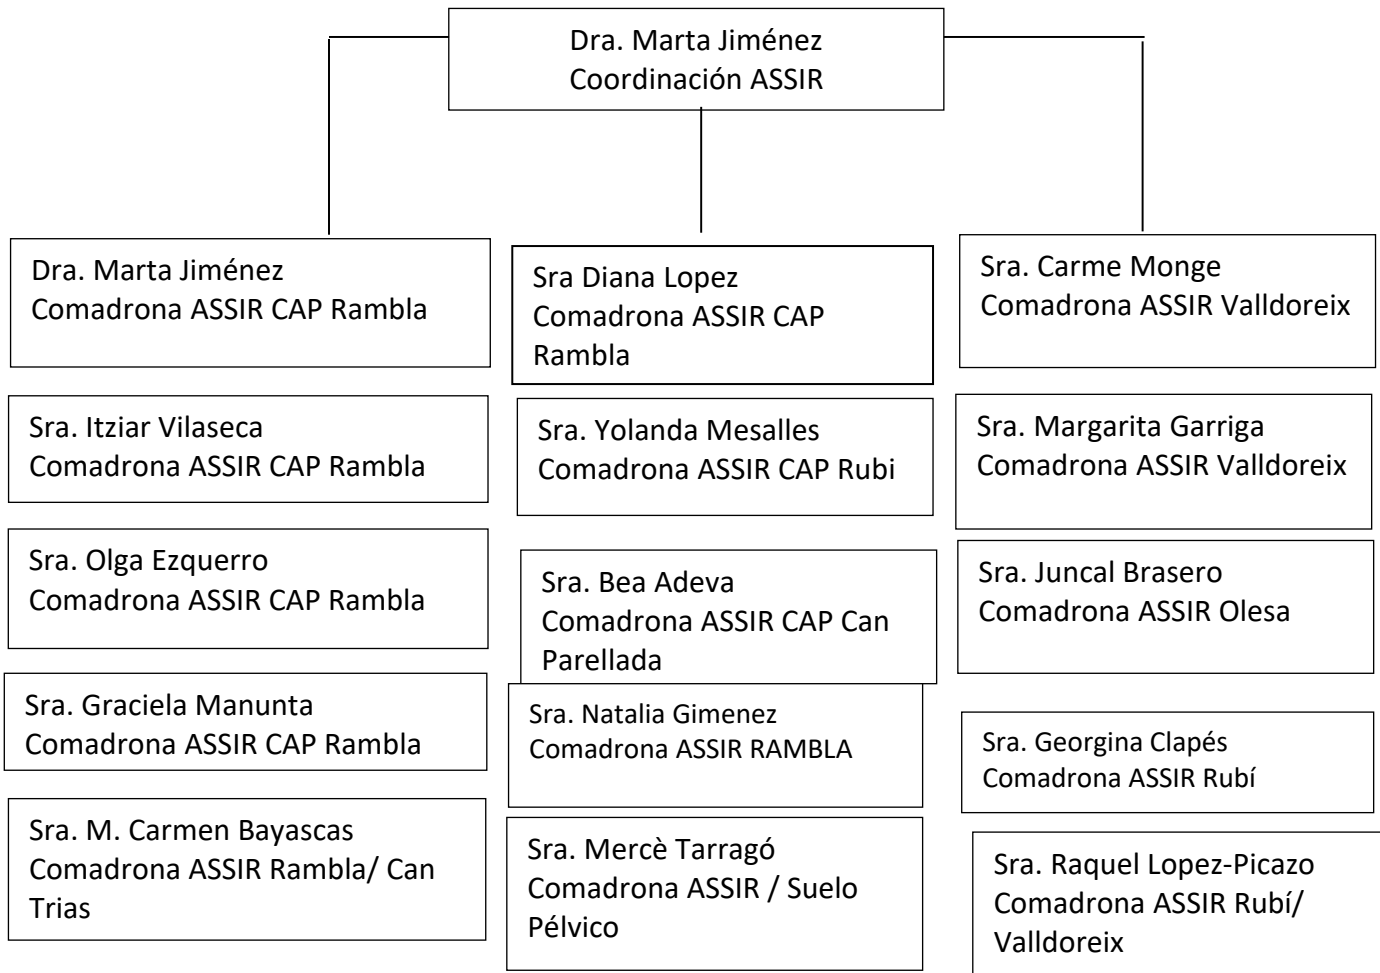 Dra. Marta Jiménez
Coordinación ASSIR
Dra. Marta Jiménez
Comadrona ASSIR CAP Rambla
Sra. Itziar Vilaseca
Comadrona ASSIR CAP Rambla
Sra. Olga Ezquerro
Comadrona ASSIR CAP Rambla
Sra. Graciela Manunta
Comadrona ASSIR CAP Rambla
Sra. M. Carmen Bayascas
Comadrona ASSIR Rambla/ Can
Trias
Sra Diana Lopez
Comadrona ASSIR CAP
Rambla
Sra. Yolanda Mesalles
Comadrona ASSIR CAP Rubi
Sra. Bea Adeva
Comadrona ASSIR CAP Can
Parellada
Sra. Natalia Gimenez
Comadrona ASSIR RAMBLA
Sra. Mercè Tarragó
Comadrona ASSIR / Suelo
Pélvico
Sra. Carme Monge
Comadrona ASSIR Valldoreix
Sra. Margarita Garriga
Comadrona ASSIR Valldoreix
Sra. Juncal Brasero
Comadrona ASSIR Olesa
Sra. Georgina Clapés
Comadrona ASSIR Rubí
Sra. Raquel Lopez-Picazo
Comadrona ASSIR Rubí/
Valldoreix